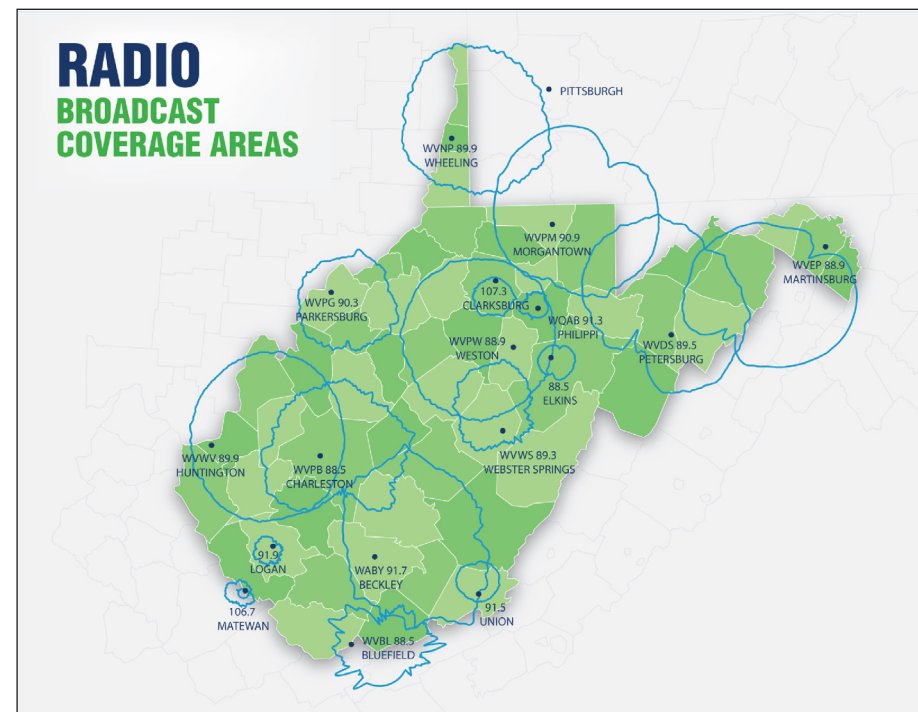 RADIO
BROADCAST
COVERAGE AREAS
PITTSBURGH
WVNP 89.9
WHEELING
WVPM 90.9
MORGANTOWN
WVEP 88.9
MARTINSBURG
WVPG 90.3
PARKERSBURG
107.3
CLARKSBURG
WQAB 91.3
PHILIPPI
WVPW 88.9
WESTON
WVDS 89.5
PETERSBURG
88.5
ELKINS
WVWS 89.3
WEBSTER SPRINGS
WVWV 89.9
HUNTINGTON
WVPB 88.5
CHARLESTON
91.9
LOGAN
WABY 91.7
BECKLEY
106.7
MATEWAN
91.5
UNION
WVBL 88.5
BLUEFIELD